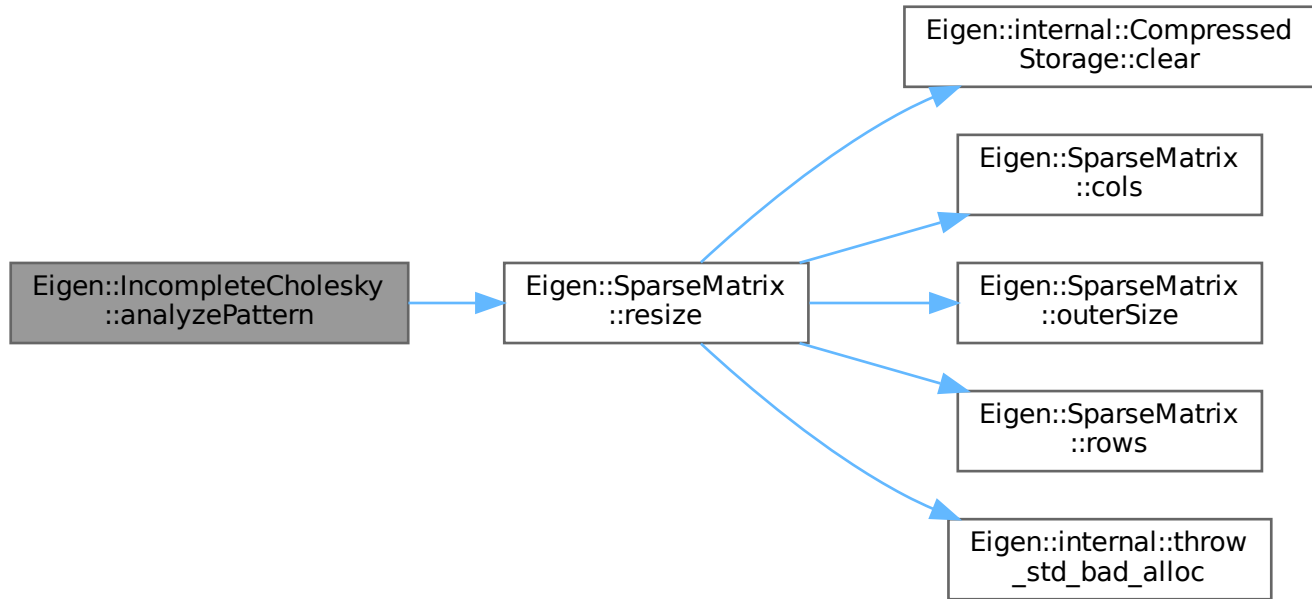 Eigen::IncompleteCholesky
::analyzePattern
Eigen::SparseMatrix
::resize
Eigen::internal::Compressed
Storage::clear
Eigen::SparseMatrix
::cols
Eigen::SparseMatrix
::outerSize
Eigen::SparseMatrix
::rows
Eigen::internal::throw
_std_bad_alloc